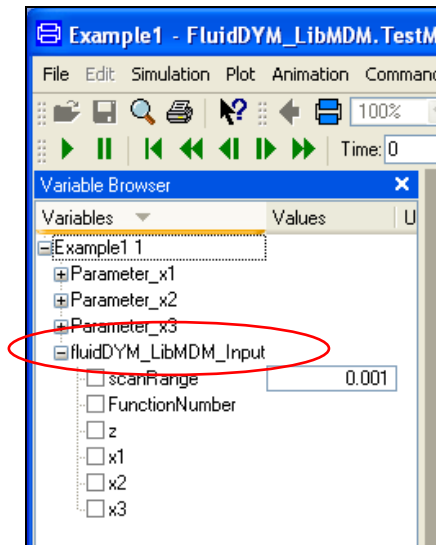 Example1 - FluidDYM_LibMDM.TestM
File Edit Simulation Plot Animation Command
100%
Time: 0
Variable Browser
Variables Values U
Example1 1
Parameter_x1
Parameter_x2
Parameter_x3
fluidDYM_LibMDM_Input
scanRange 0.001
FunctionNumber
z
x1
x2
x3